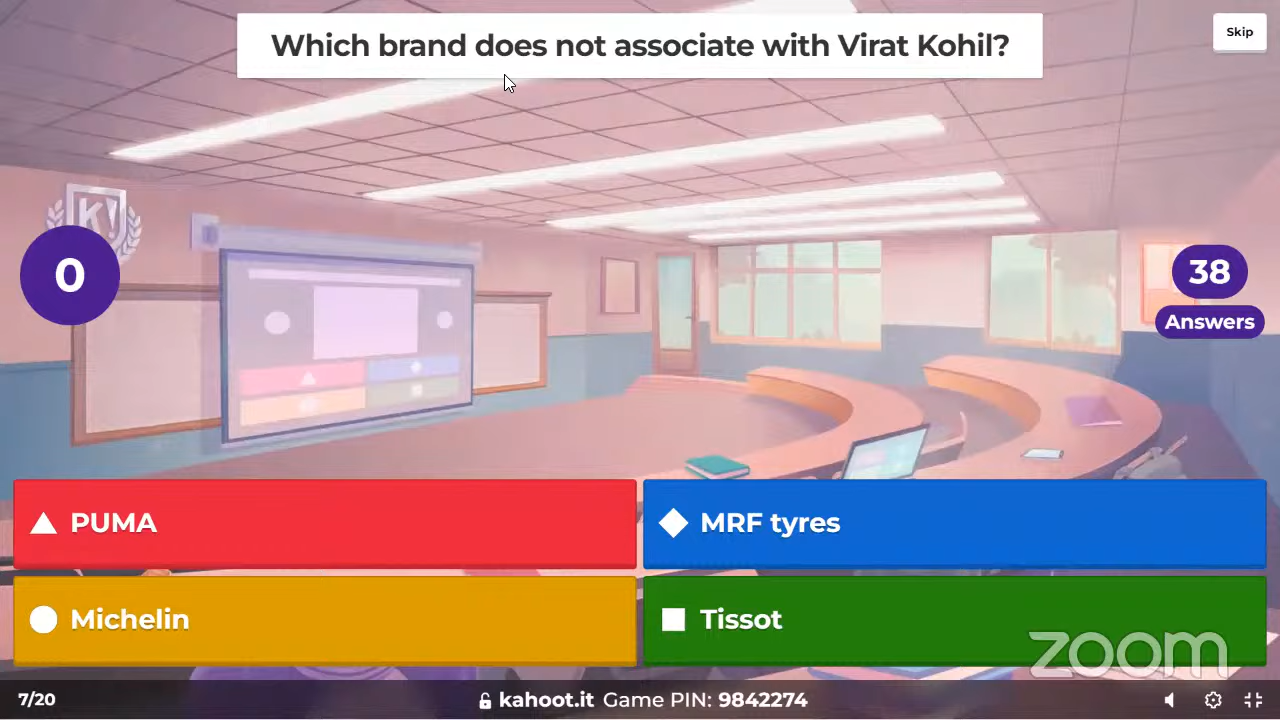 Which brand does not associate with Virat Kohil?
Skip
K!
0
38
Answers
PUMA
MRF tyres
Michelin
Tissot
zoom
7/20
kahoot.it Game PIN: 9842274